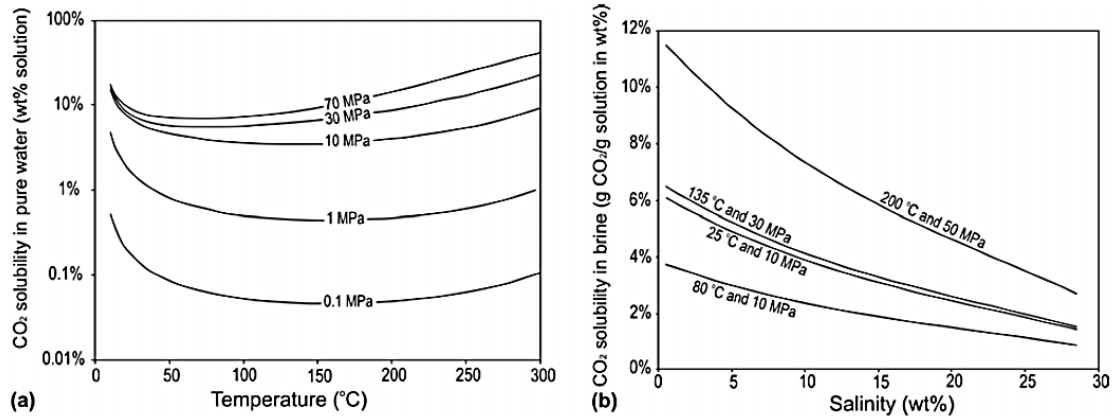 CO₂ solubility in pure water (wt% solution)
100%
10%
1%
0.1%
0.01%
70 MPa
30 MPa
10 MPa
1 MPa
0.1 MPa
0
50
100
150
200
250
300
Temperature (°C)
(a)
CO₂ solubility in brine (g CO₂/g solution in wt%)
12%
10%
8%
6%
4%
2%
0%
200 °C and 50 MPa
135 °C and 30 MPa
25 °C and 10 MPa
80 °C and 10 MPa
0
5
10
15
20
25
30
Salinity (wt%)
(b)